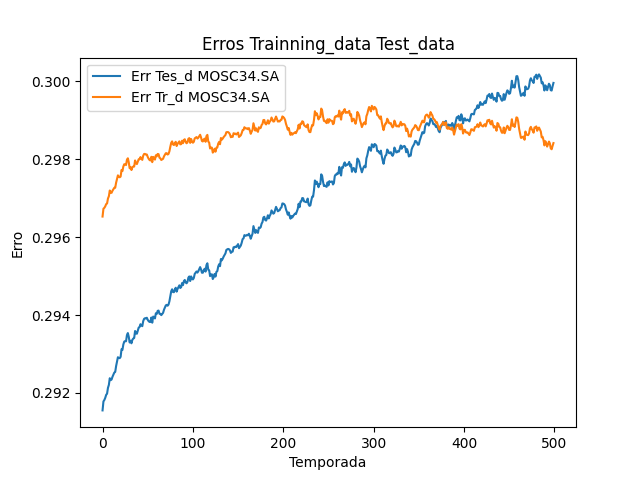 Erros Trainning_data Test_data
Err Tes_d MOSC34.SA
Err Tr_d MOSC34.SA
0.300
0.298
0.296
0.294
0.292
Erro
0 100 200 300 400 500
Temporada